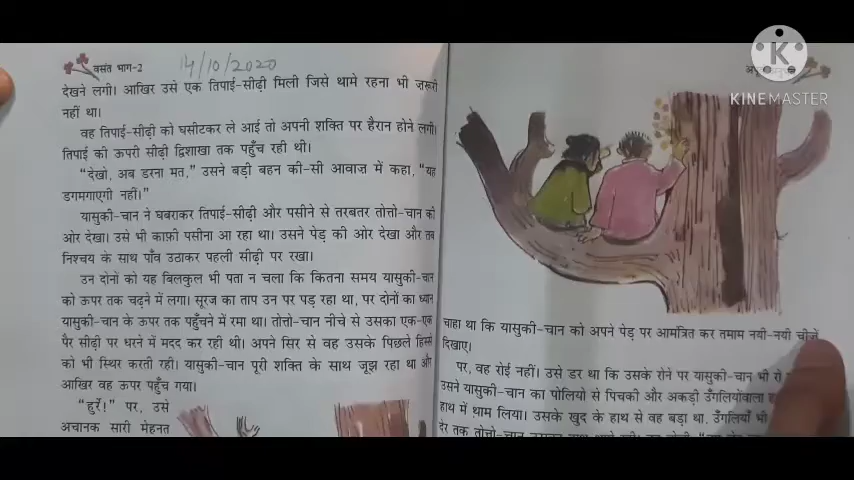 वसंत भाग-2
14/10/2020
देखने लगी। आखिर उसे एक तिपाई-सीढ़ी मिली जिसे थामे रहना भी ज़रूरी
नहीं था।
वह तिपाई-सीढ़ी को घसीटकर ले आई तो अपनी शक्ति पर हैरान होने लगी।
तिपाई की ऊपरी सीढ़ी द्विशाखा तक पहुँच रही थी।
“देखो, अब डरना मत,” उसने बड़ी बहन की-सी आवाज़ में कहा, “यह
डगमगाएगी नहीं।”
यासुकी-चान ने घबराकर तिपाई-सीढ़ी और पसीने से तरबतर तोत्तो-चान की
ओर देखा। उसे भी काफ़ी पसीना आ रहा था। उसने पेड़ की ओर देखा और तब
निश्चय के साथ पाँव उठाकर पहली सीढ़ी पर रखा।
उन दोनों को यह बिलकुल भी पता न चला कि कितना समय यासुकी-चान
को ऊपर तक चढ़ने में लगा। सूरज का ताप उन पर पड़ रहा था, पर दोनों का ध्यान
यासुकी-चान के ऊपर तक पहुँचने में रमा था। तोत्तो-चान नीचे से उसका एक-एक
पैर सीढ़ी पर धरने में मदद कर रही थी। अपने सिर से वह उसके पिछले हिस्से
को भी स्थिर करती रही। यासुकी-चान पूरी शक्ति के साथ जूझ रहा था और
आखिर वह ऊपर पहुँच गया।
“हुर्रे!” पर, उसे
अचानक सारी मेहनत
KINEMASTER
चाहा था कि यासुकी-चान को अपने पेड़ पर आमंत्रित कर तमाम नयी-नयी चीज़ें
दिखाए।
पर, वह रोई नहीं। उसे डर था कि उसके रोने पर यासुकी-चान भी रो
उसने यासुकी-चान का पोलियो से पिचकी और अकड़ी उँगलियोंवाला
हाथ में थाम लिया। उसके खुद के हाथ से वह बड़ा था, उँगलियाँ भी
देर तक तोत्तो-चान